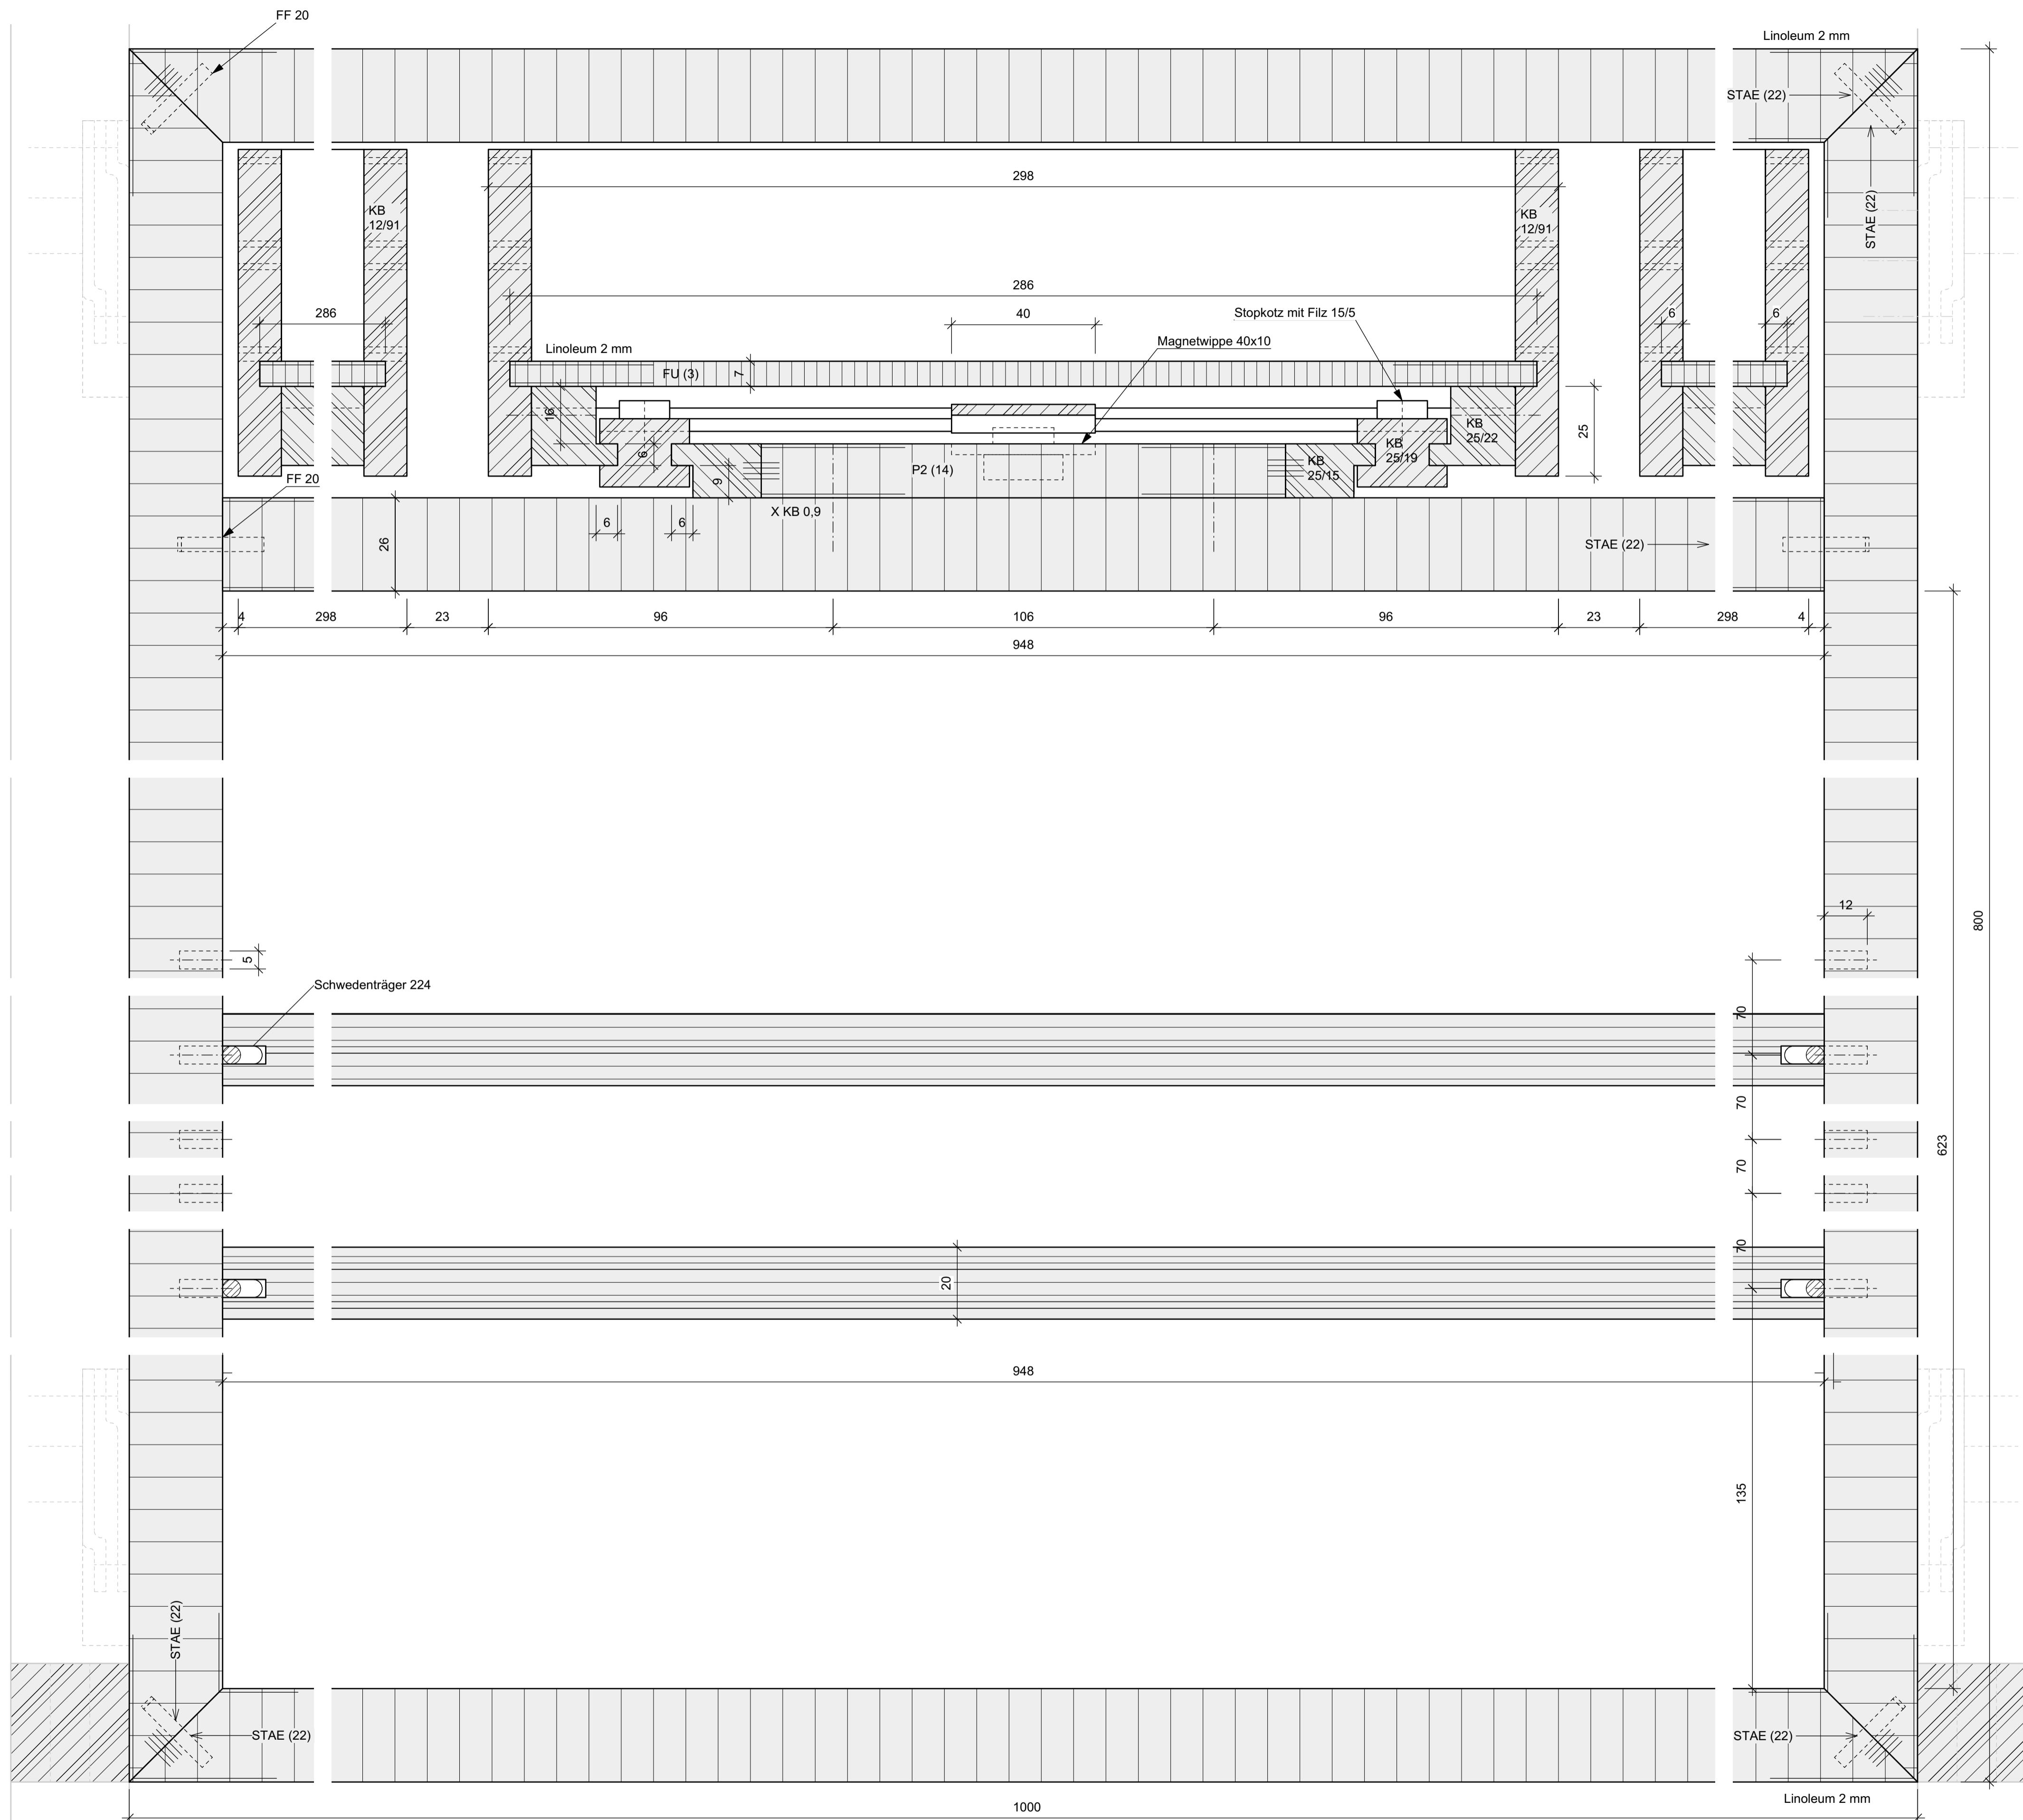 FF 20
Linoleum 2 mm
STAE (22)
STAE (22)
298
KB
12/91
KB
12/91
286
286
40
Stopkotz mit Filz 15/5
6
6
Magnetwippe 40x10
Linoleum 2 mm
FU (3)
7
16
25
KB
25/22
KB
25/19
6
KB
25/15
P2 (14)
9
FF 20
X KB 0,9
6
6
26
STAE (22)
4
298
23
96
106
96
23
298
4
948
12
800
5
Schwedenträger 224
70
70
623
70
70
20
948
135
STAE (22)
STAE (22)
STAE (22)
Linoleum 2 mm
1000